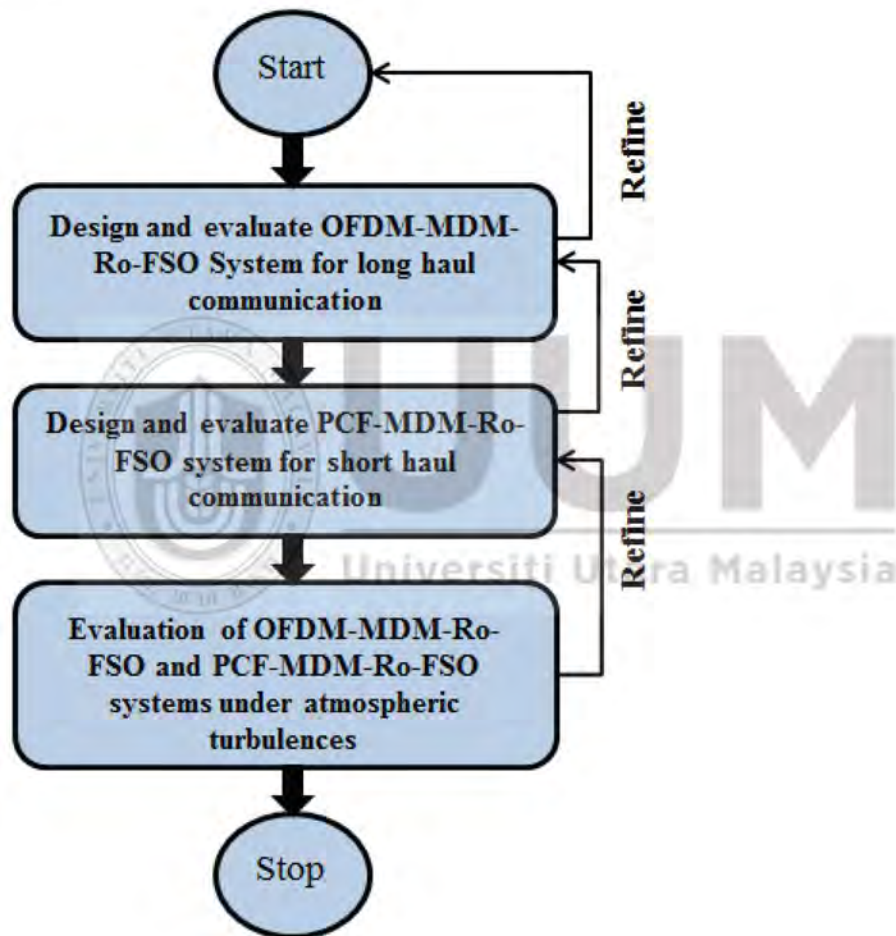 Start
Refine
Design and evaluate OFDM-MDM-
Ro-FSO System for long haul
communication
Refine
Design and evaluate PCF-MDM-Ro-
FSO system for short haul
communication
Refine
UUM
Universiti Utara Malaysia
Evaluation of OFDM-MDM-Ro-
FSO and PCF-MDM-Ro-FSO
systems under atmospheric
turbulences
Stop